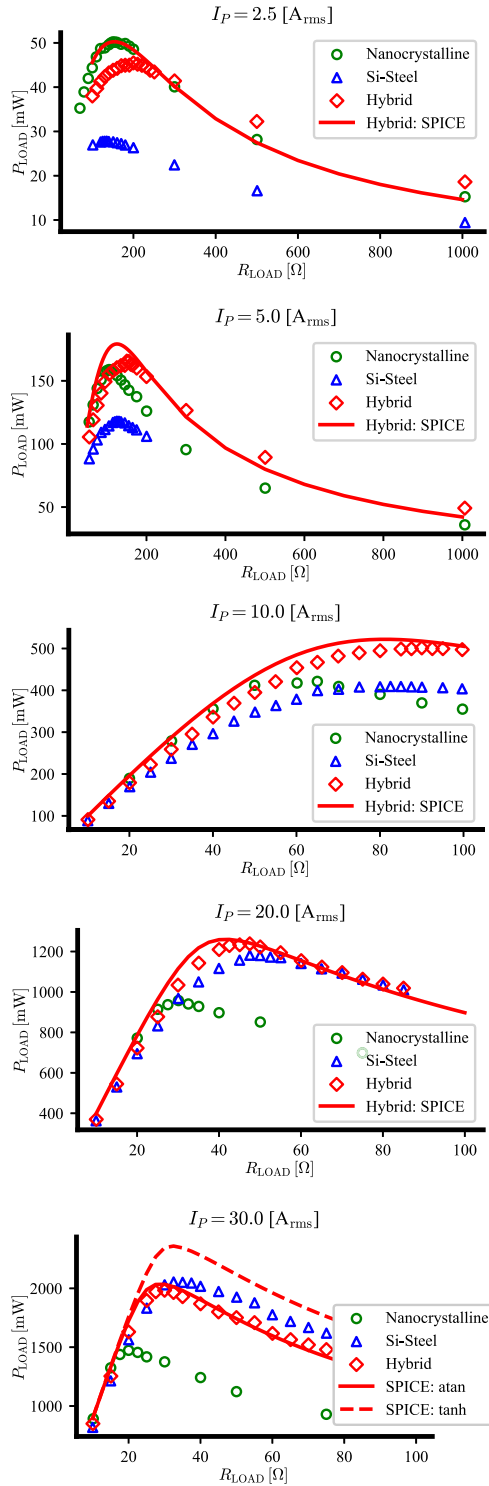 I_P = 2.5 [A_rms]
50
40
30
20
10
P_LOAD [mW]
Nanocrystalline
Si-Steel
Hybrid
Hybrid: SPICE
200 400 600 800 1000
R_LOAD [Ω]
I_P = 5.0 [A_rms]
150
100
50
P_LOAD [mW]
Nanocrystalline
Si-Steel
Hybrid
Hybrid: SPICE
200 400 600 800 1000
R_LOAD [Ω]
I_P = 10.0 [A_rms]
500
400
300
200
100
P_LOAD [mW]
Nanocrystalline
Si-Steel
Hybrid
Hybrid: SPICE
20 40 60 80 100
R_LOAD [Ω]
I_P = 20.0 [A_rms]
1200
1000
800
600
400
P_LOAD [mW]
Nanocrystalline
Si-Steel
Hybrid
Hybrid: SPICE
20 40 60 80 100
R_LOAD [Ω]
I_P = 30.0 [A_rms]
2000
1500
1000
P_LOAD [mW]
Nanocrystalline
Si-Steel
Hybrid
SPICE: atan
SPICE: tanh
20 40 60 80 100
R_LOAD [Ω]